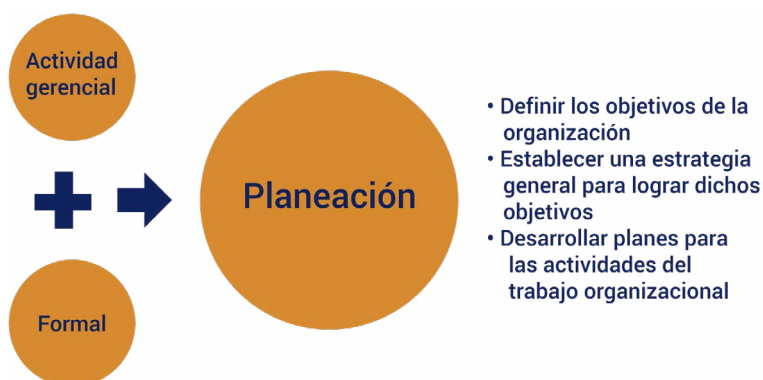 Actividad
gerencial
Formal
Planeación
• Definir los objetivos de la
organización
• Establecer una estrategia
general para lograr dichos
objetivos
• Desarrollar planes para
las actividades del
trabajo organizacional